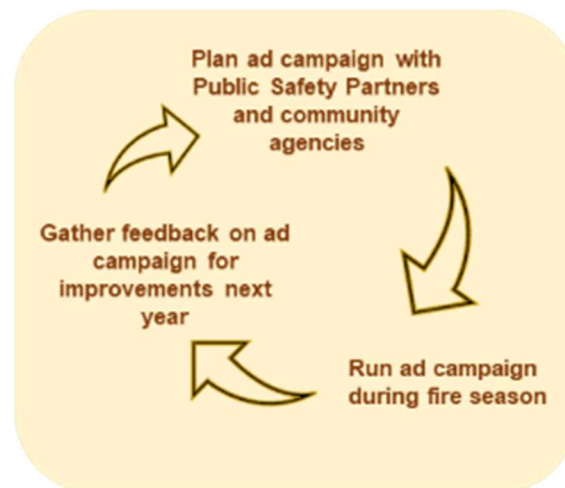 Plan ad campaign with
Public Safety Partners
and community
agencies
Gather feedback on ad
campaign for
improvements next
year
Run ad campaign
during fire season